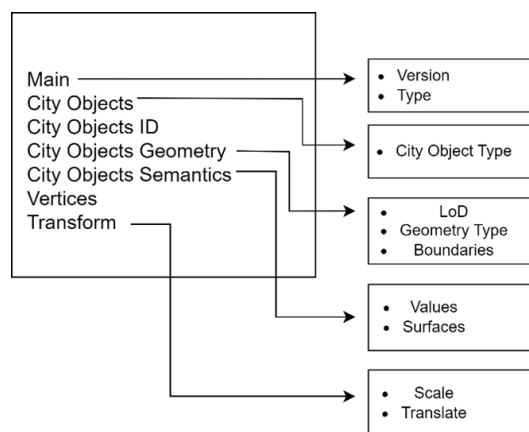 Main
City Objects
City Objects ID
City Objects Geometry
City Objects Semantics
Vertices
Transform
• Version
• Type
• City Object Type
• LoD
• Geometry Type
• Boundaries
• Values
• Surfaces
• Scale
• Translate